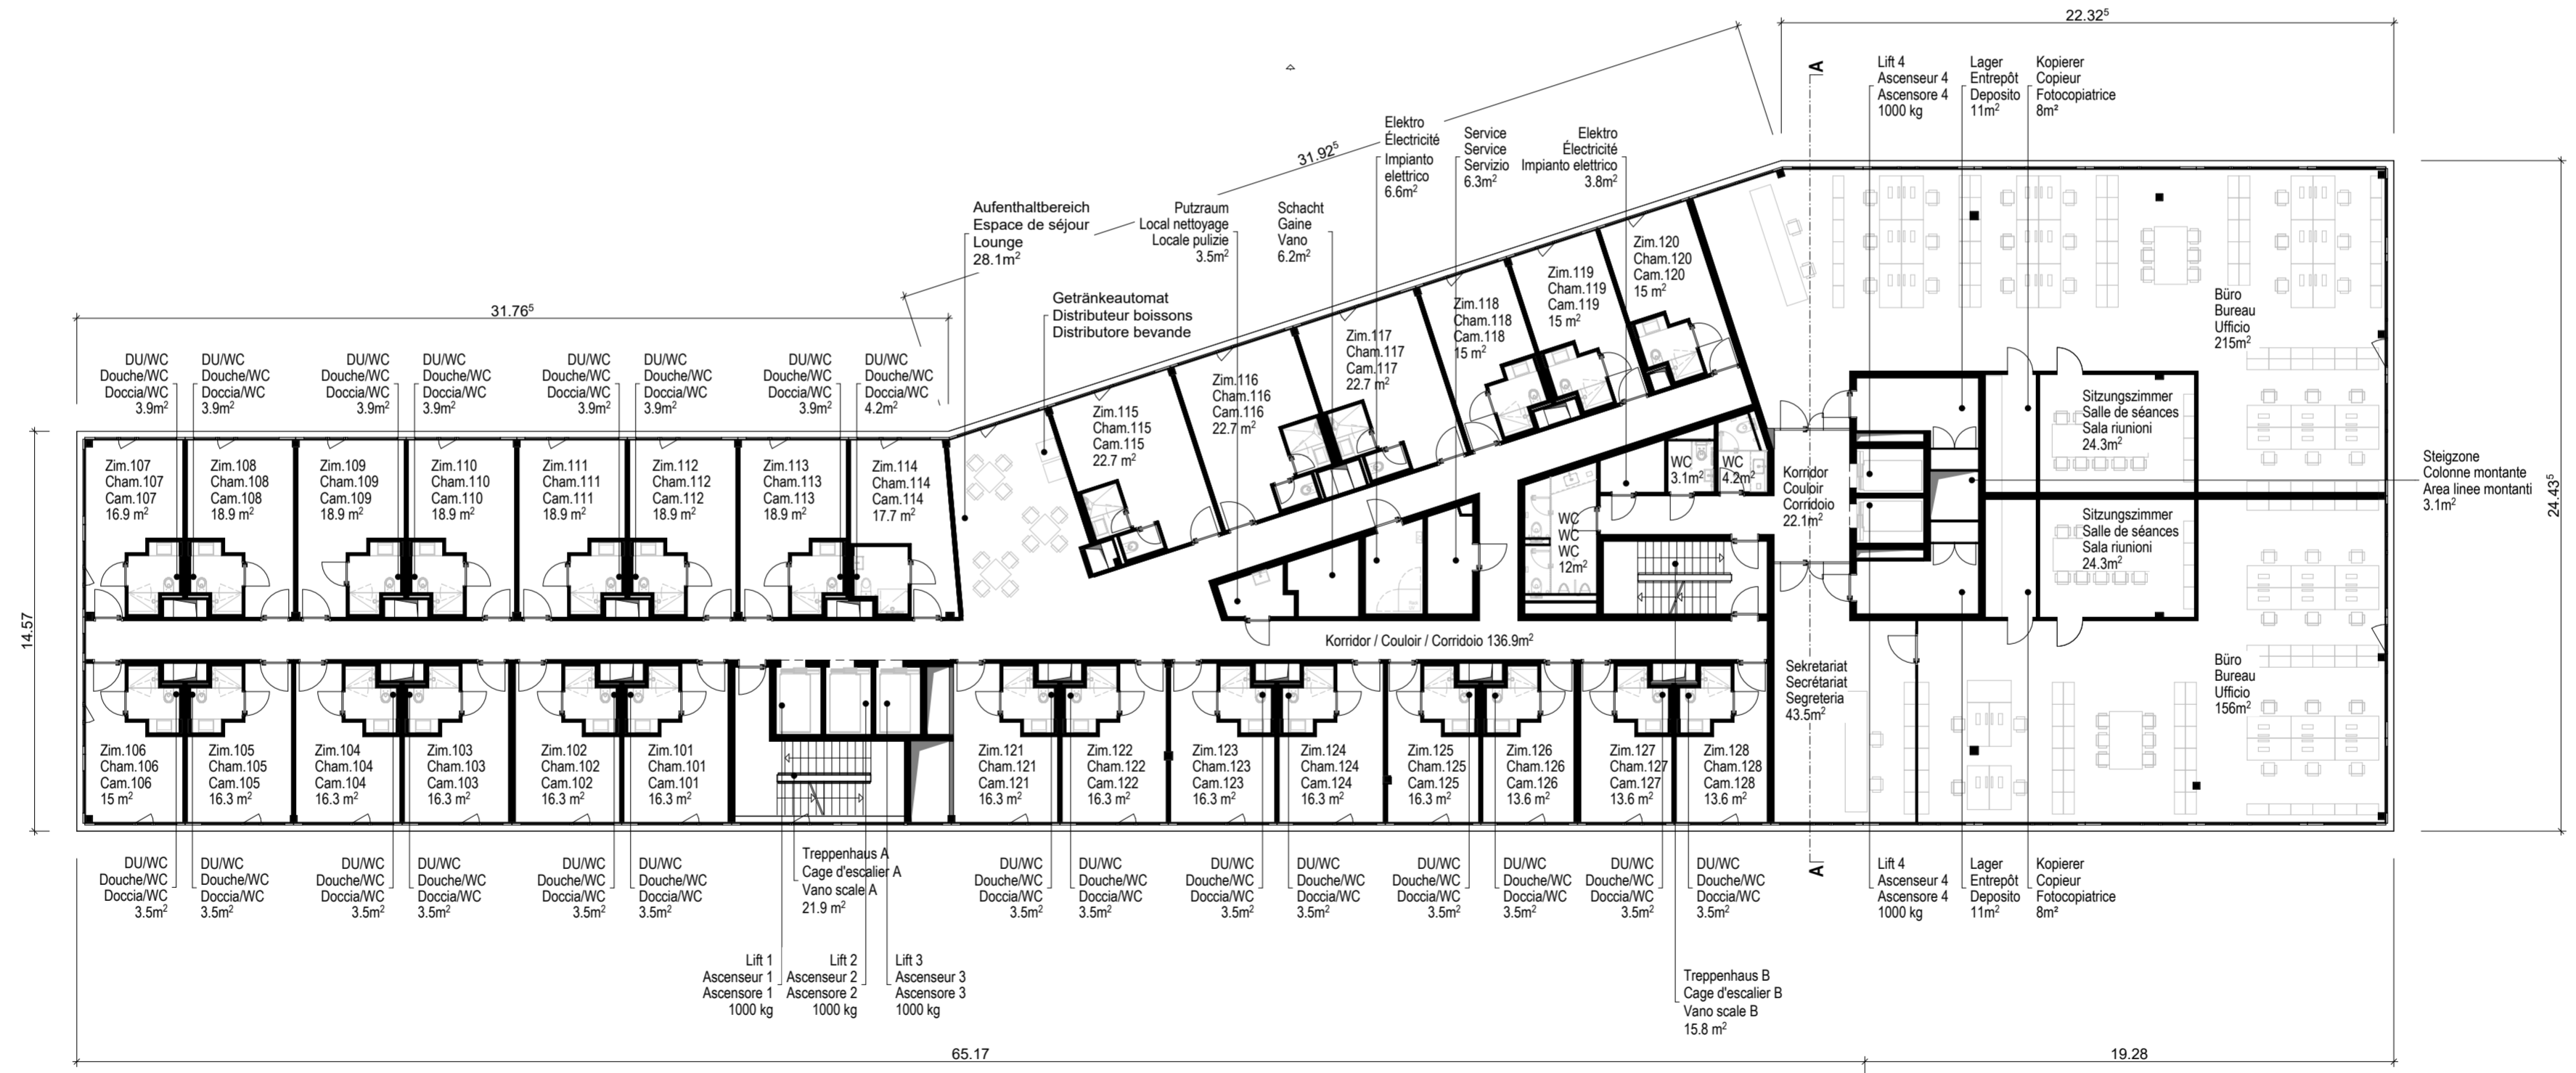 22.32⁵
31.92⁵
31.76⁵
14.57
24.43⁵
65.17
19.28
A
A
Lift 4
Ascenseur 4
Ascensore 4
1000 kg
Lager
Entrepôt
Deposito
11m²
Kopierer
Copieur
Fotocopiatrice
8m²
Elektro
Électricité
Impianto
elettrico
6.6m²
Service
Service
Servizio
6.3m²
Elektro
Électricité
Impianto elettrico
3.8m²
Aufenthaltbereich
Espace de séjour
Lounge
28.1m²
Putzraum
Local nettoyage
Locale pulizie
3.5m²
Schacht
Gaine
Vano
6.2m²
Getränkeautomat
Distributeur boissons
Distributore bevande
DU/WC
Douche/WC
Doccia/WC
3.9m²
DU/WC
Douche/WC
Doccia/WC
3.9m²
DU/WC
Douche/WC
Doccia/WC
3.9m²
DU/WC
Douche/WC
Doccia/WC
3.9m²
DU/WC
Douche/WC
Doccia/WC
3.9m²
DU/WC
Douche/WC
Doccia/WC
3.9m²
DU/WC
Douche/WC
Doccia/WC
3.9m²
DU/WC
Douche/WC
Doccia/WC
4.2m²
Zim.107
Cham.107
Cam.107
16.9 m²
Zim.108
Cham.108
Cam.108
18.9 m²
Zim.109
Cham.109
Cam.109
18.9 m²
Zim.110
Cham.110
Cam.110
18.9 m²
Zim.111
Cham.111
Cam.111
18.9 m²
Zim.112
Cham.112
Cam.112
18.9 m²
Zim.113
Cham.113
Cam.113
18.9 m²
Zim.114
Cham.114
Cam.114
17.7 m²
Zim.115
Cham.115
Cam.115
22.7 m²
Zim.116
Cham.116
Cam.116
22.7 m²
Zim.117
Cham.117
Cam.117
22.7 m²
Zim.118
Cham.118
Cam.118
15 m²
Zim.119
Cham.119
Cam.119
15 m²
Zim.120
Cham.120
Cam.120
15 m²
WC
3.1m²
WC
4.2m²
WC
WC
WC
12m²
Korridor
Couloir
Corridoio
22.1m²
Büro
Bureau
Ufficio
215m²
Sitzungszimmer
Salle de séances
Sala riunioni
24.3m²
Sitzungszimmer
Salle de séances
Sala riunioni
24.3m²
Steigzone
Colonne montante
Area linee montanti
3.1m²
Korridor / Couloir / Corridoio 136.9m²
Sekretariat
Secrétariat
Segreteria
43.5m²
Büro
Bureau
Ufficio
156m²
Zim.106
Cham.106
Cam.106
15 m²
Zim.105
Cham.105
Cam.105
16.3 m²
Zim.104
Cham.104
Cam.104
16.3 m²
Zim.103
Cham.103
Cam.103
16.3 m²
Zim.102
Cham.102
Cam.102
16.3 m²
Zim.101
Cham.101
Cam.101
16.3 m²
Zim.121
Cham.121
Cam.121
16.3 m²
Zim.122
Cham.122
Cam.122
16.3 m²
Zim.123
Cham.123
Cam.123
16.3 m²
Zim.124
Cham.124
Cam.124
16.3 m²
Zim.125
Cham.125
Cam.125
16.3 m²
Zim.126
Cham.126
Cam.126
13.6 m²
Zim.127
Cham.127
Cam.127
13.6 m²
Zim.128
Cham.128
Cam.128
13.6 m²
DU/WC
Douche/WC
Doccia/WC
3.5m²
DU/WC
Douche/WC
Doccia/WC
3.5m²
DU/WC
Douche/WC
Doccia/WC
3.5m²
DU/WC
Douche/WC
Doccia/WC
3.5m²
DU/WC
Douche/WC
Doccia/WC
3.5m²
DU/WC
Douche/WC
Doccia/WC
3.5m²
Treppenhaus A
Cage d'escalier A
Vano scale A
21.9 m²
DU/WC
Douche/WC
Doccia/WC
3.5m²
DU/WC
Douche/WC
Doccia/WC
3.5m²
DU/WC
Douche/WC
Doccia/WC
3.5m²
DU/WC
Douche/WC
Doccia/WC
3.5m²
DU/WC
Douche/WC
Doccia/WC
3.5m²
DU/WC
Douche/WC
Doccia/WC
3.5m²
DU/WC
Douche/WC
Doccia/WC
3.5m²
DU/WC
Douche/WC
Doccia/WC
3.5m²
Lift 4
Ascenseur 4
Ascensore 4
1000 kg
Lager
Entrepôt
Deposito
11m²
Kopierer
Copieur
Fotocopiatrice
8m²
Lift 1
Ascenseur 1
Ascensore 1
1000 kg
Lift 2
Ascenseur 2
Ascensore 2
1000 kg
Lift 3
Ascenseur 3
Ascensore 3
1000 kg
Treppenhaus B
Cage d'escalier B
Vano scale B
15.8 m²